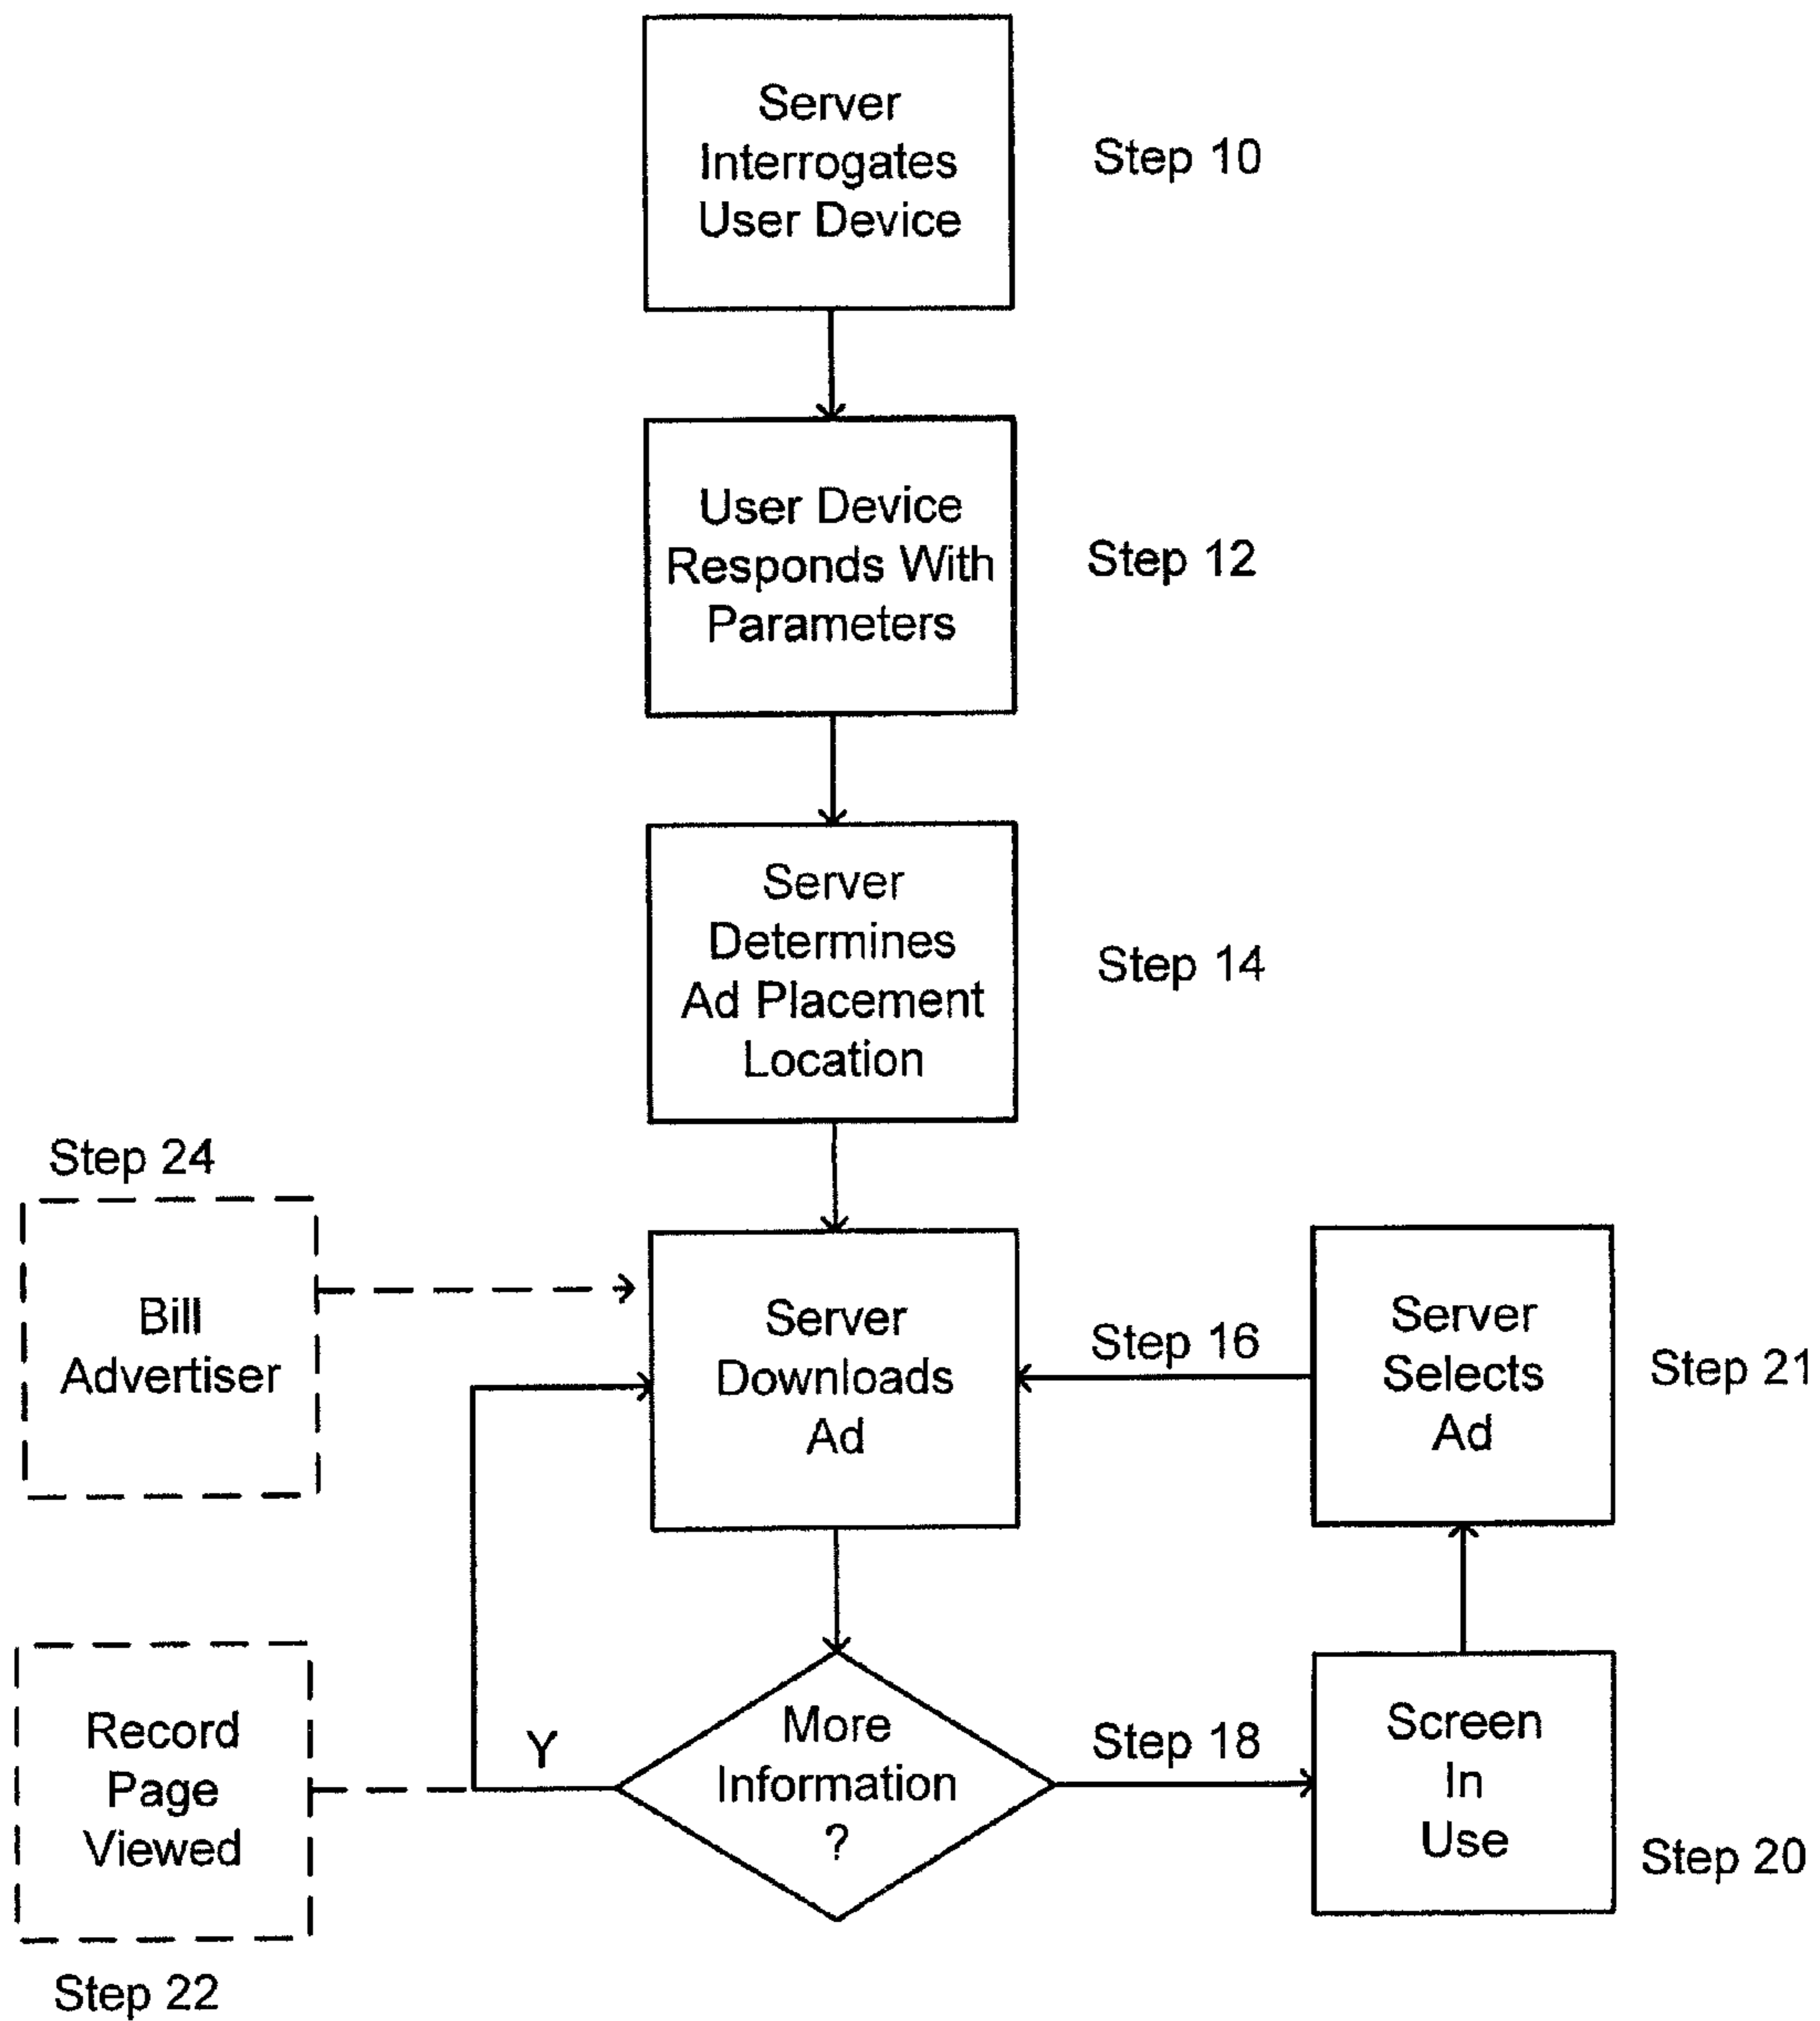 Server
Interrogates
User Device
Step 10
User Device
Responds With
Parameters
Step 12
Server
Determines
Ad Placement
Location
Step 14
Step 24
Bill
Advertiser
Server
Downloads
Ad
Step 16
Server
Selects
Ad
Step 21
Record
Page
Viewed
Step 22
Y
More
Information
?
Step 18
Screen
In
Use
Step 20